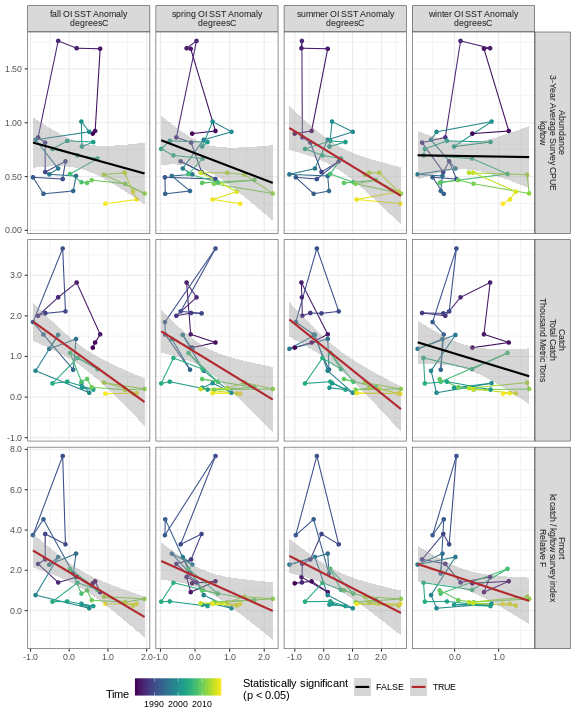 fall OI SST Anomaly
degreesC
spring OI SST Anomaly
degreesC
summer OI SST Anomaly
degreesC
winter OI SST Anomaly
degreesC
1.50
1.00
0.50
0.00
Abundance
3-Year Average Survey CPUE
kg/tow
3.0
2.0
1.0
0.0
-1.0
Catch
Total Catch
Thousand Metric Tons
8.0
6.0
4.0
2.0
0.0
Fmort
kt catch / kg/tow survey index
Relative F
-1.0 0.0 1.0 2.0
0.0 1.0 2.0
-1.0 0.0 1.0 2.0
0.0 1.0
Time
1990 2000 2010
Statistically significant
(p < 0.05)
FALSE
TRUE